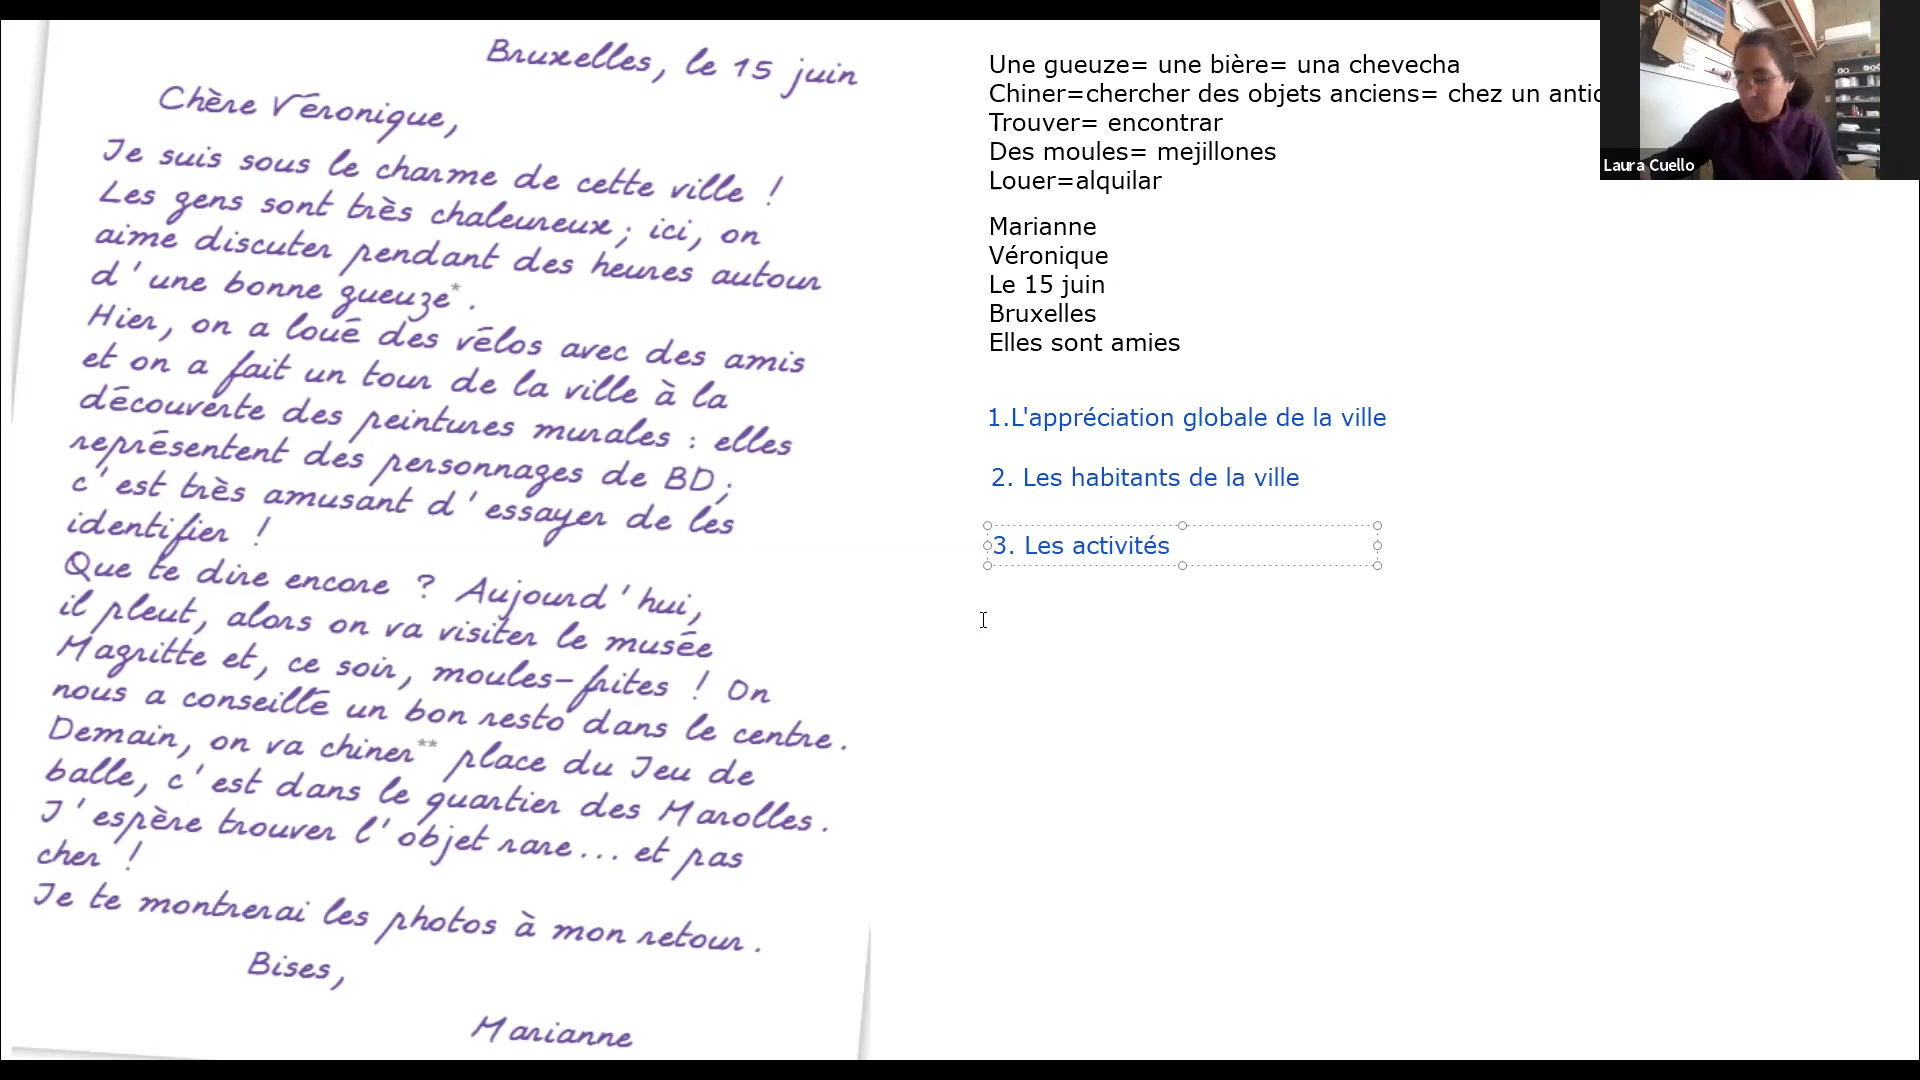 Bruxelles, le 15 juin
Chère Véronique,
Je suis sous le charme de cette ville !
Les gens sont très chaleureux ; ici, on
aime discuter pendant des heures autour
d'une bonne gueuze*.
Hier, on a loué des vélos avec des amis
et on a fait un tour de la ville à la
découverte des peintures murales : elles
représentent des personnages de BD ;
c'est très amusant d'essayer de les
identifier !
Que te dire encore ? Aujourd'hui,
il pleut, alors on va visiter le musée
Magritte et, ce soir, moules-frites ! On
nous a conseillé un bon resto dans le centre.
Demain, on va chiner** place du Jeu de
balle, c'est dans le quartier des Marolles.
J'espère trouver l'objet rare... et pas
cher !
Je te montrerai les photos à mon retour.
Bises,
Marianne
Une gueuze= une bière= una chevecha
Chiner=chercher des objets anciens= chez un
Trouver= encontrar
Des moules= mejillones
Louer=alquilar
Marianne
Véronique
Le 15 juin
Bruxelles
Elles sont amies
1.L'appréciation globale de la ville
2. Les habitants de la ville
3. Les activités
Laura Cuello